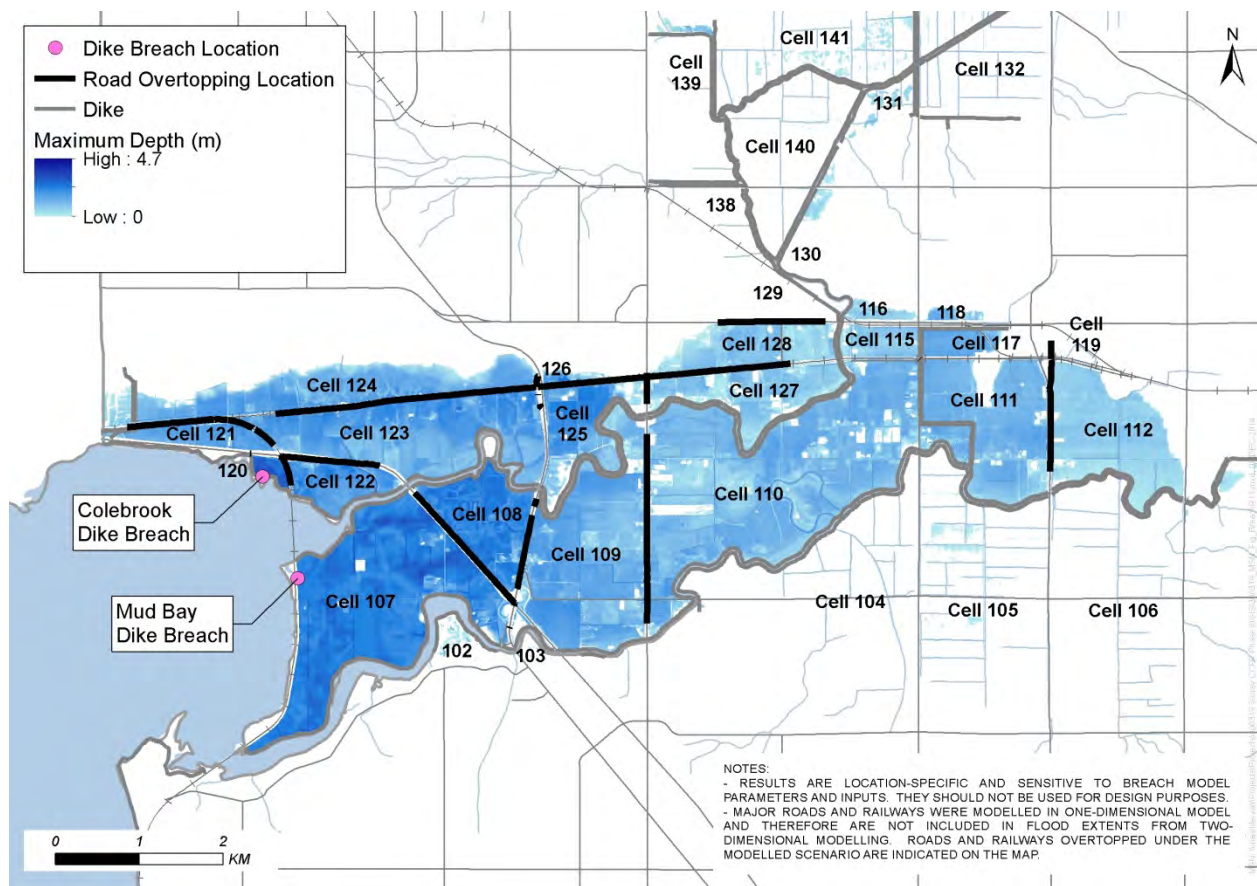 Dike Breach Location
Road Overtopping Location
Dike
Maximum Depth (m)
High : 4.7
Low : 0
N
Cell 141
Cell
139
Cell 132
131
Cell 140
138
130
129
116
118
Cell
119
Cell 128
Cell 115
Cell 117
126
Cell 124
Cell 127
Cell
125
Cell 111
Cell 121
Cell 123
Cell 112
120
Cell 122
Cell 110
Cell 108
Colebrook
Dike Breach
Cell 109
Cell 107
Cell 104
Cell 105
Cell 106
Mud Bay
Dike Breach
102
103
NOTES:
- RESULTS ARE LOCATION-SPECIFIC AND SENSITIVE TO BREACH MODEL
PARAMETERS AND INPUTS. THEY SHOULD NOT BE USED FOR DESIGN PURPOSES.
- MAJOR ROADS AND RAILWAYS WERE MODELLED IN ONE-DIMENSIONAL MODEL
AND THEREFORE ARE NOT INCLUDED IN FLOOD EXTENTS FROM TWO-
DIMENSIONAL MODELLING. ROADS AND RAILWAYS OVERTOPPED UNDER THE
MODELLED SCENARIO ARE INDICATED ON THE MAP.
0 1 2
KM